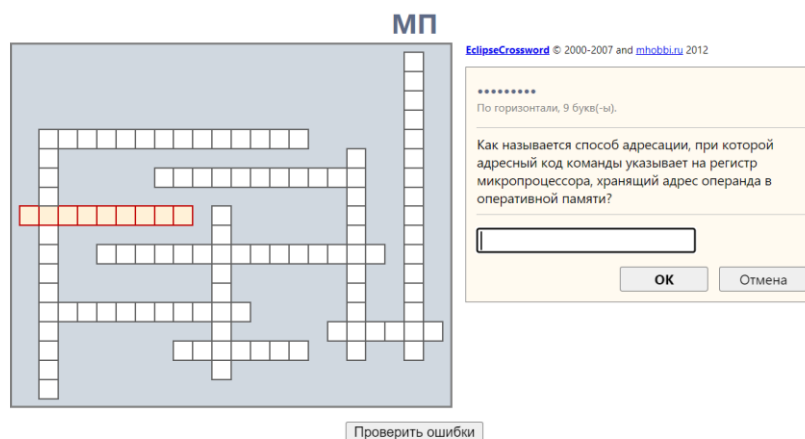 МП
EclipseCrossword © 2000-2007 and mhobbi.ru 2012
•••••••••
По горизонтали, 9 букв(-ы).
Как называется способ адресации, при которой
адресный код команды указывает на регистр
микропроцессора, хранящий адрес операнда в
оперативной памяти?
ОК
Отмена
Проверить ошибки